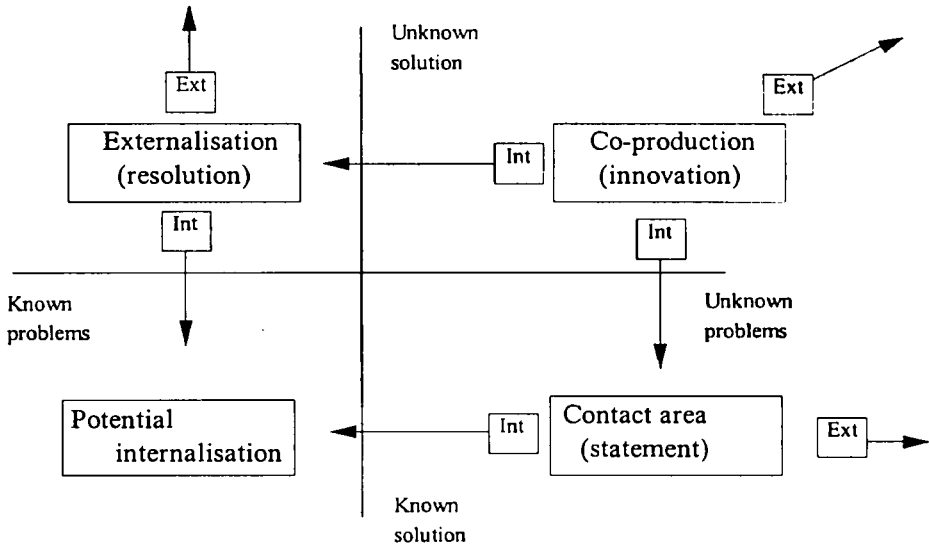 Unknown
solution
Ext
Ext
Externalisation
(resolution)
Int
Co-production
(innovation)
Int
Int
Known
problems
Unknown
problems
Potential
internalisation
Int
Contact area
(statement)
Ext
Known
solution